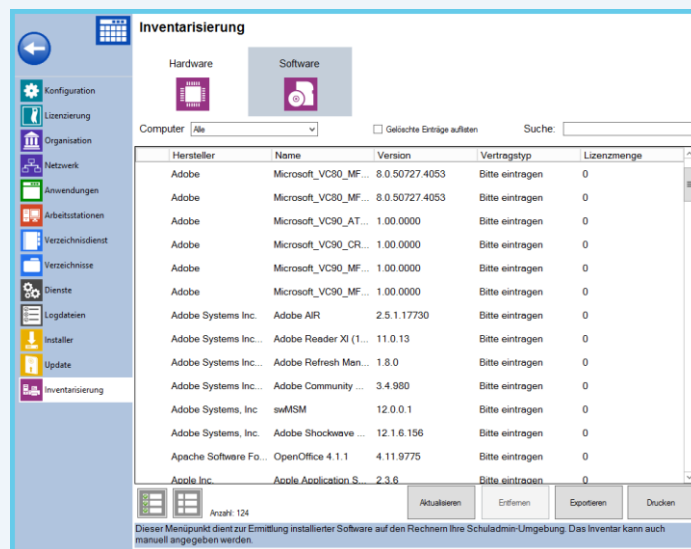 Inventarisierung
Hardware Software
Konfiguration
Lizenzierung
Organisation
Netzwerk
Anwendungen
Arbeitsstationen
Verzeichnisdienst
Verzeichnisse
Dienste
Logdateien
Installer
Update
Inventarisierung
Computer Alle Gelöschte Einträge auflisten Suche:
Hersteller Name Version Vertragstyp Lizenzmenge
Adobe Microsoft_VC80_MF... 8.0.50727.4053 Bitte eintragen 0
Adobe Microsoft_VC80_MF... 8.0.50727.4053 Bitte eintragen 0
Adobe Microsoft_VC90_AT... 1.00.0000 Bitte eintragen 0
Adobe Microsoft_VC90_CR... 1.00.0000 Bitte eintragen 0
Adobe Microsoft_VC90_MF... 1.00.0000 Bitte eintragen 0
Adobe Microsoft_VC90_MF... 1.00.0000 Bitte eintragen 0
Adobe Systems Inc. Adobe AIR 2.5.1.17730 Bitte eintragen 0
Adobe Systems Inc... Adobe Reader XI (1... 11.0.13 Bitte eintragen 0
Adobe Systems Inc... Adobe Refresh Man... 1.8.0 Bitte eintragen 0
Adobe Systems Inc... Adobe Community ... 3.4.980 Bitte eintragen 0
Adobe Systems, Inc swMSM 12.0.0.1 Bitte eintragen 0
Adobe Systems, Inc. Adobe Shockwave ... 12.1.6.156 Bitte eintragen 0
Apache Software Fo... OpenOffice 4.1.1 4.11.9775 Bitte eintragen 0
Apple Inc. Apple Application S... 2.3.6 Bitte eintragen 0
Anzahl: 124 Aktualisieren Entfernen Exportieren Drucken
Dieser Menüpunkt dient zur Ermittlung installierter Software auf den Rechnern Ihre Schuladmin-Umgebung. Das Inventar kann auch
manuell angegeben werden.